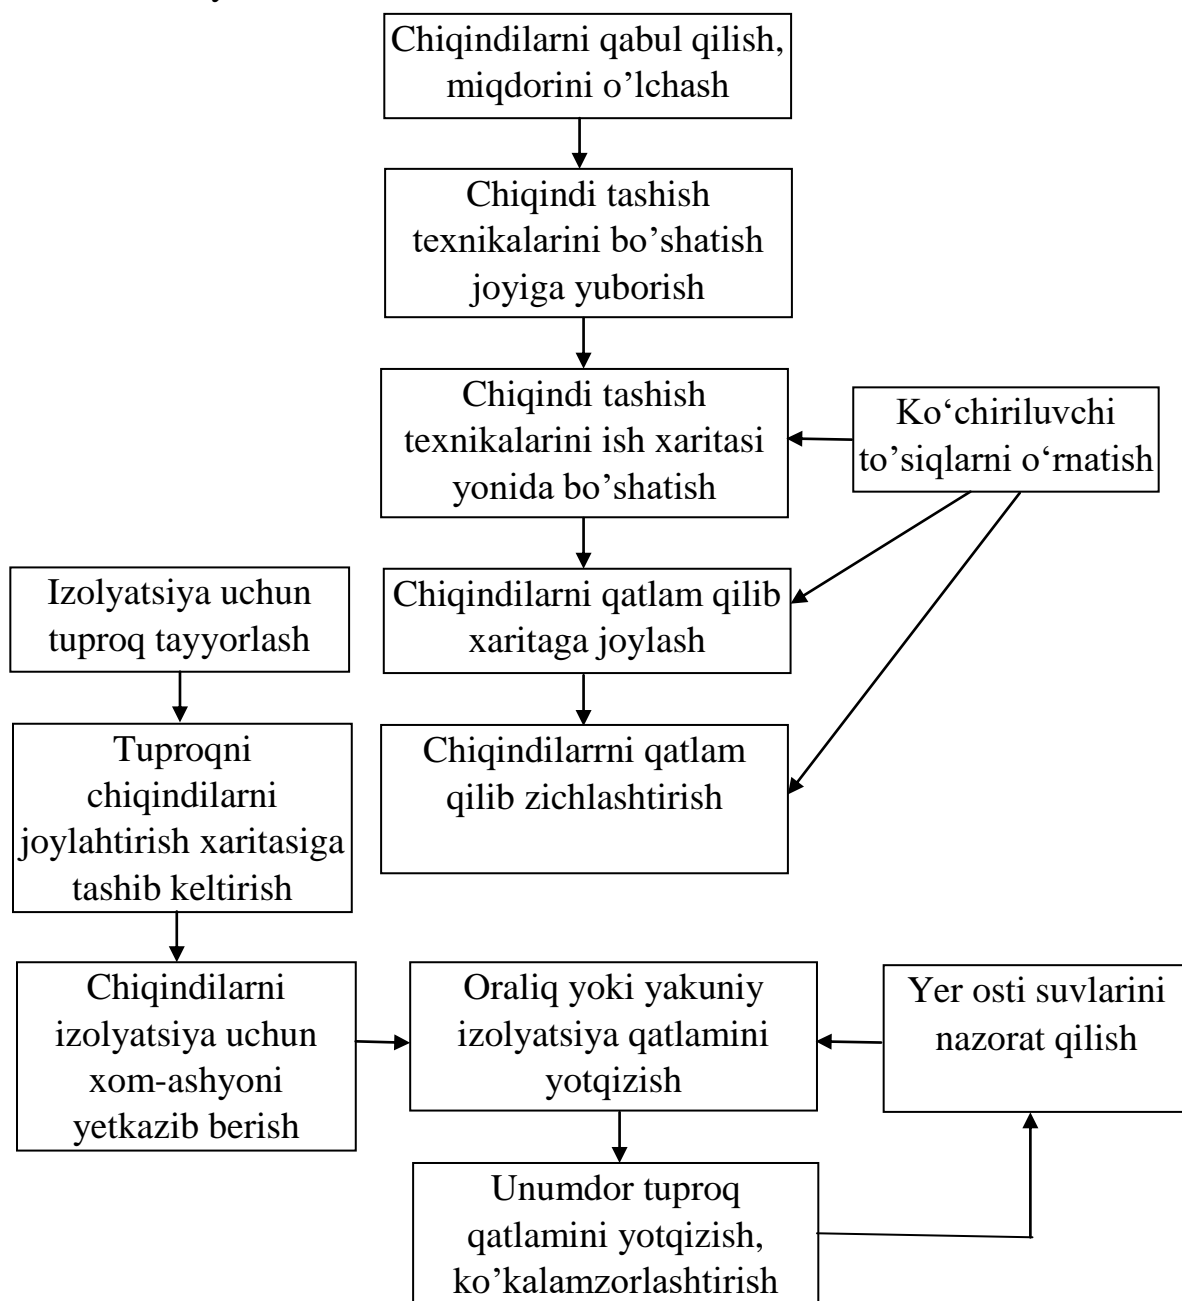 Chiqindilarni qabul qilish,
miqdorini o’lchash
Chiqindi tashish
texnikalarini bo’shatish
joyiga yuborish
Chiqindi tashish
texnikalarini ish xaritasi
yonida bo’shatish
Ko‘chiriluvchi
to’siqlarni o‘rnatish
Chiqindilarni qatlam qilib
xaritaga joylash
Izolyatsiya uchun
tuproq tayyorlash
Chiqindilarrni qatlam
qilib zichlashtirish
Tuproqni
chiqindilarni
joylahtirish xaritasiga
tashib keltirish
Chiqindilarni
izolyatsiya uchun
xom-ashyoni
yetkazib berish
Oraliq yoki yakuniy
izolyatsiya qatlamini
yotqizish
Yer osti suvlarini
nazorat qilish
Unumdor tuproq
qatlamini yotqizish,
ko’kalamzorlashtirish